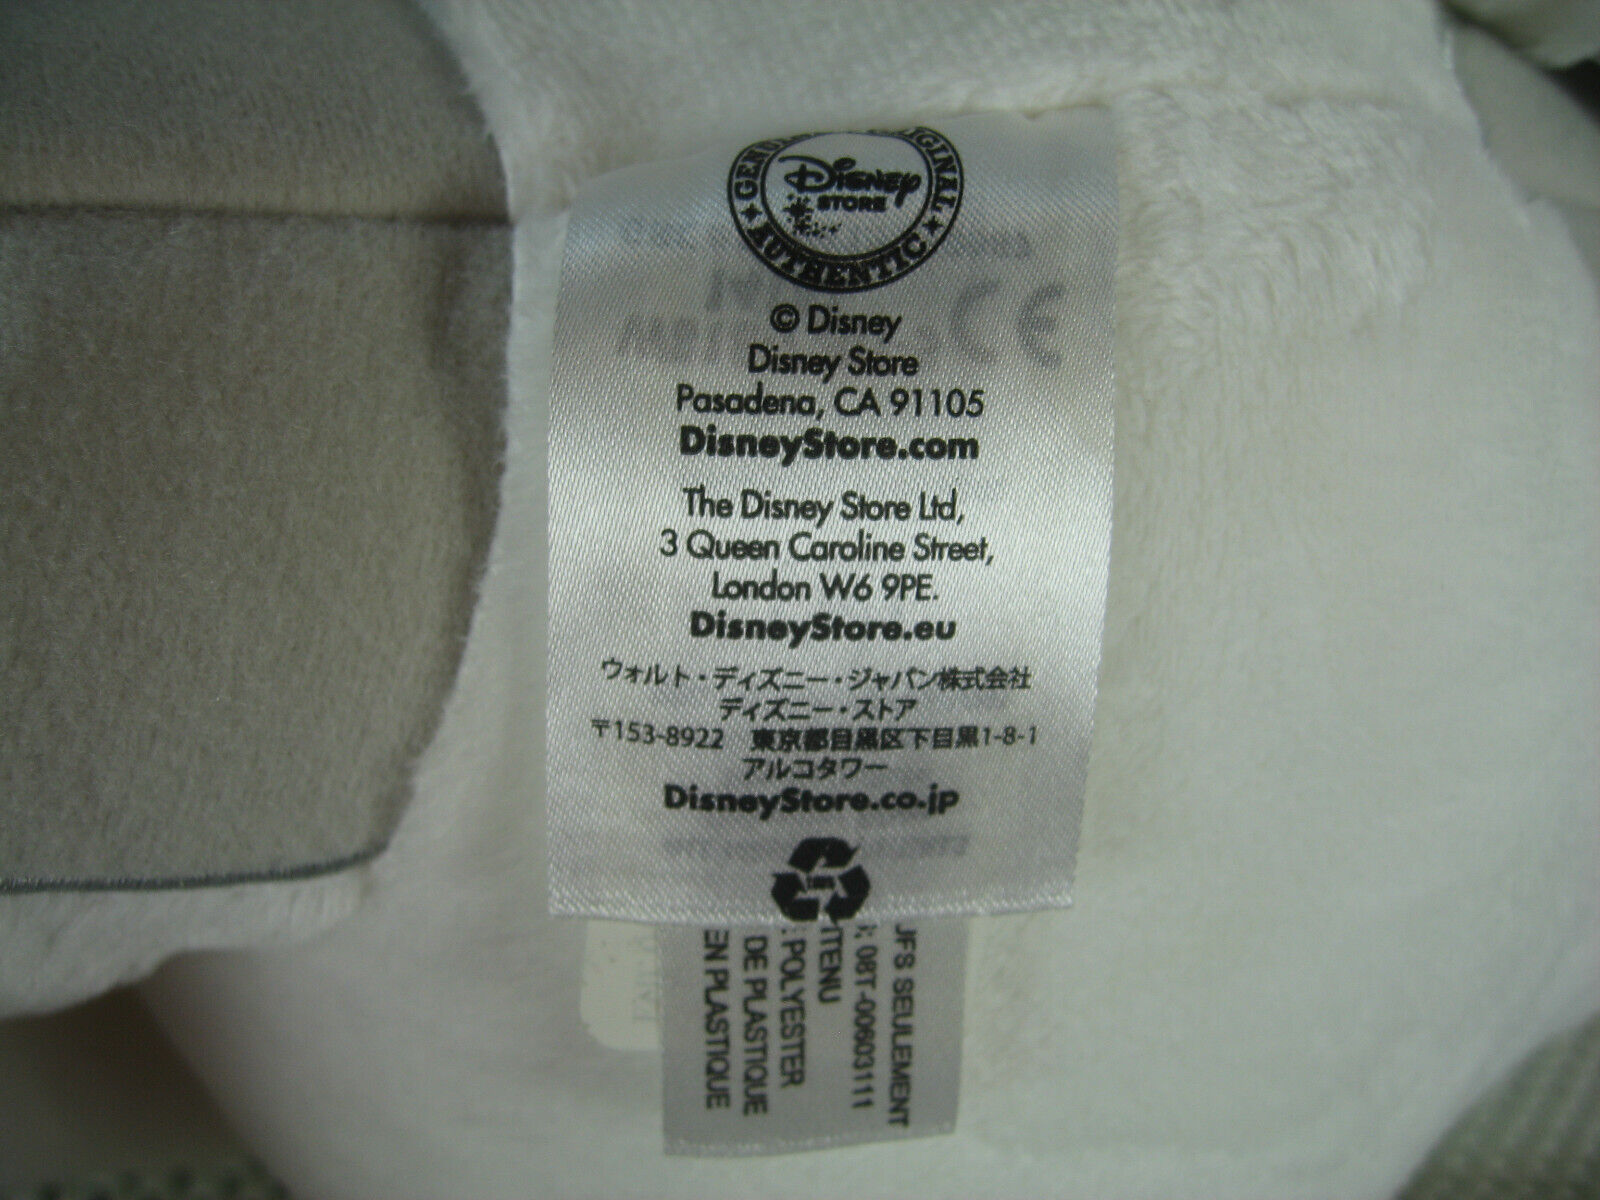 GENUINE ORIGINAL
Disney
STORE
AUTHENTIC
© Disney
Disney Store
Pasadena, CA 91105
DisneyStore.com
The Disney Store Ltd,
3 Queen Caroline Street,
London W6 9PE.
DisneyStore.eu
ウォルト・ディズニー・ジャパン株式会社
ディズニー・ストア
〒153-8922 東京都目黒区下目黒1-8-1
アルコタワー
DisneyStore.co.jp
UFS SEULEMENT
08T-00603111
ITENU
POLYESTER
DE PLASTIQUE
EN PLASTIQUE